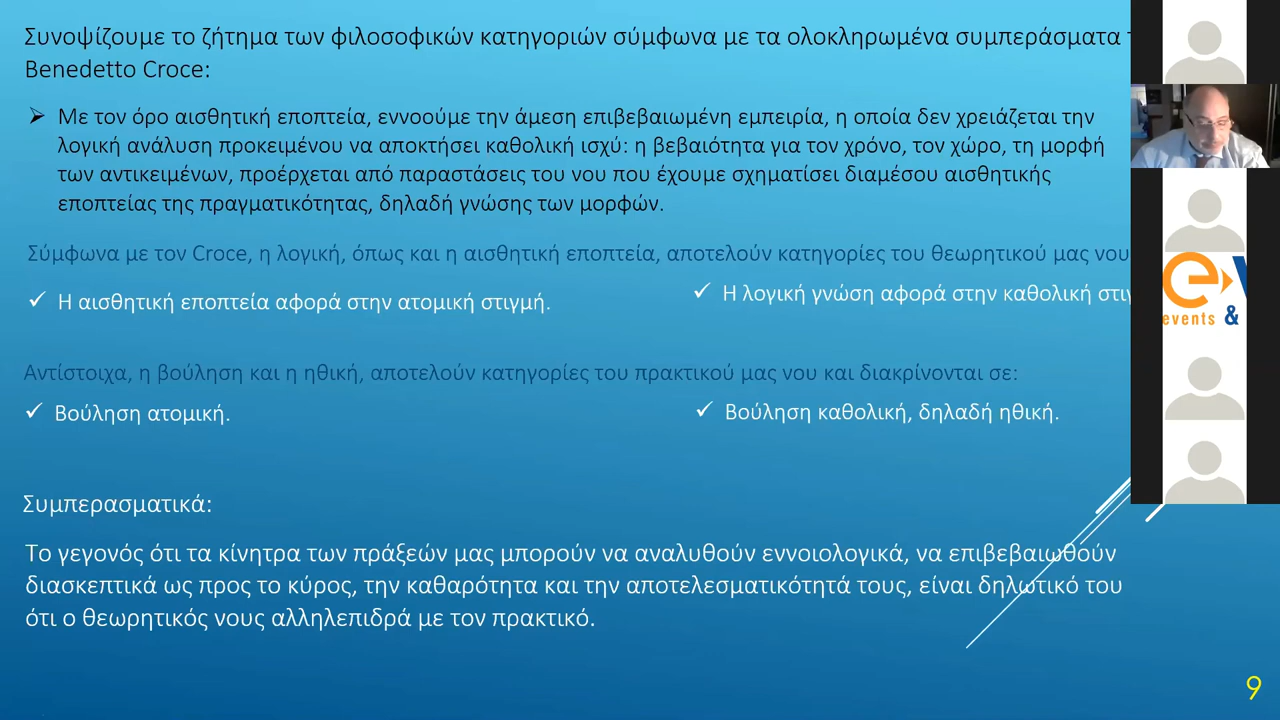 Συνοψίζουμε το ζήτημα των φιλοσοφικών κατηγοριών σύμφωνα με τα ολοκληρωμένα συμπεράσματα
Benedetto Croce:
➢ Με τον όρο αισθητική εποπτεία, εννοούμε την άμεση επιβεβαιωμένη εμπειρία, η οποία δεν χρειάζεται την
λογική ανάλυση προκειμένου να αποκτήσει καθολική ισχύ: η βεβαιότητα για τον χρόνο, τον χώρο, τη μορφή
των αντικειμένων, προέρχεται από παραστάσεις του νου που έχουμε σχηματίσει διαμέσου αισθητικής
εποπτείας της πραγματικότητας, δηλαδή γνώσης των μορφών.
Σύμφωνα με τον Croce, η λογική, όπως και η αισθητική εποπτεία, αποτελούν κατηγορίες του θεωρητικού μας νου
✓ Η αισθητική εποπτεία αφορά στην ατομική στιγμή.
✓ Η λογική γνώση αφορά στην καθολική
Αντίστοιχα, η βούληση και η ηθική, αποτελούν κατηγορίες του πρακτικού μας νου και διακρίνονται σε:
✓ Βούληση ατομική.
✓ Βούληση καθολική, δηλαδή ηθική.
Συμπερασματικά:
Το γεγονός ότι τα κίνητρα των πράξεών μας μπορούν να αναλυθούν εννοιολογικά, να επιβεβαιωθούν
διασκεπτικά ως προς το κύρος, την καθαρότητα και την αποτελεσματικότητά τους, είναι δηλωτικό του
ότι ο θεωρητικός νους αλληλεπιδρά με τον πρακτικό.
events &
9